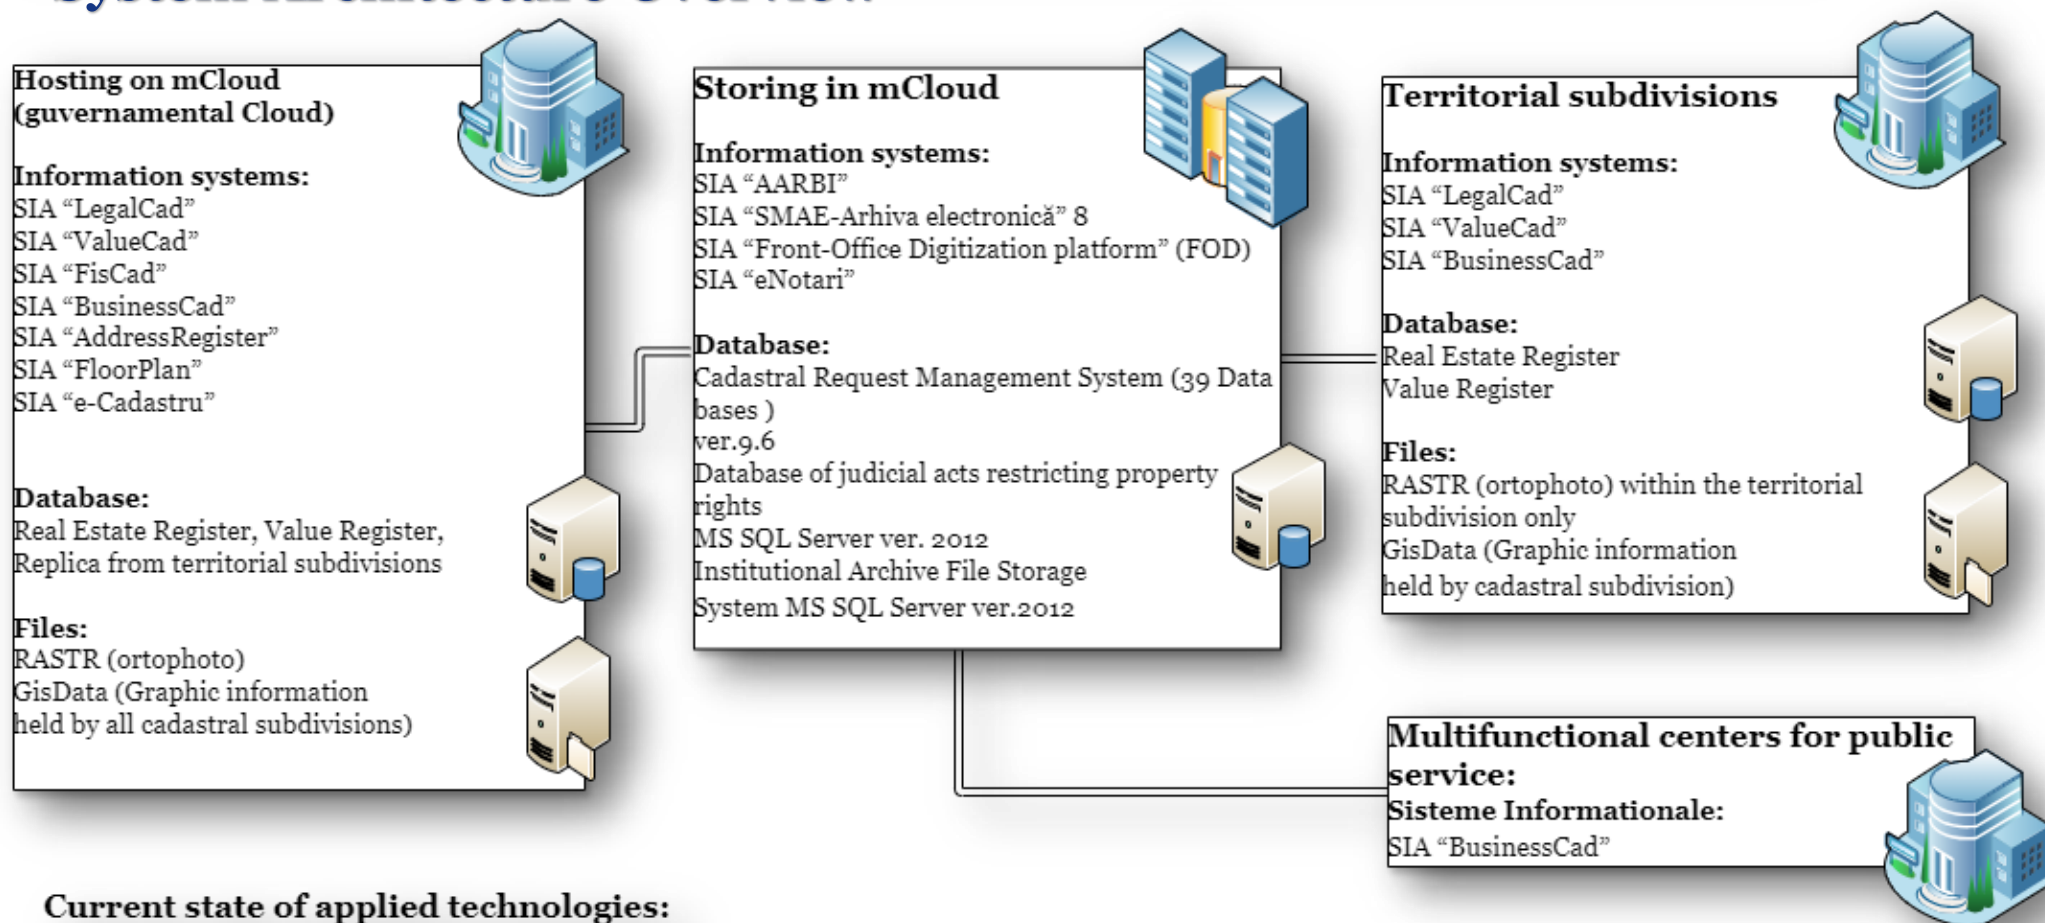 System Architecture Overview
Hosting on mCloud
(guvernamental Cloud)
Information systems:
SIA “LegalCad”
SIA “ValueCad”
SIA “FisCad”
SIA “BusinessCad”
SIA “AddressRegister”
SIA “FloorPlan”
SIA “e-Cadastru”
Database:
Real Estate Register, Value Register,
Replica from territorial subdivisions
Files:
RASTR (ortophoto)
GisData (Graphic information
held by all cadastral subdivisions)
Storing in mCloud
Information systems:
SIA “AARBI”
SIA “SMAE-Arhiva electronică” 8
SIA “Front-Office Digitization platform” (FOD)
SIA “eNotari”
Database:
Cadastral Request Management System (39 Data
bases )
ver.9.6
Database of judicial acts restricting property
rights
MS SQL Server ver. 2012
Institutional Archive File Storage
System MS SQL Server ver.2012
Territorial subdivisions
Information systems:
SIA “LegalCad”
SIA “ValueCad”
SIA “BusinessCad”
Database:
Real Estate Register
Value Register
Files:
RASTR (ortophoto) within the territorial
subdivision only
GisData (Graphic information
held by cadastral subdivision)
Multifunctional centers for public
service:
Sisteme Informationale:
SIA “BusinessCad”
Current state of applied technologies: